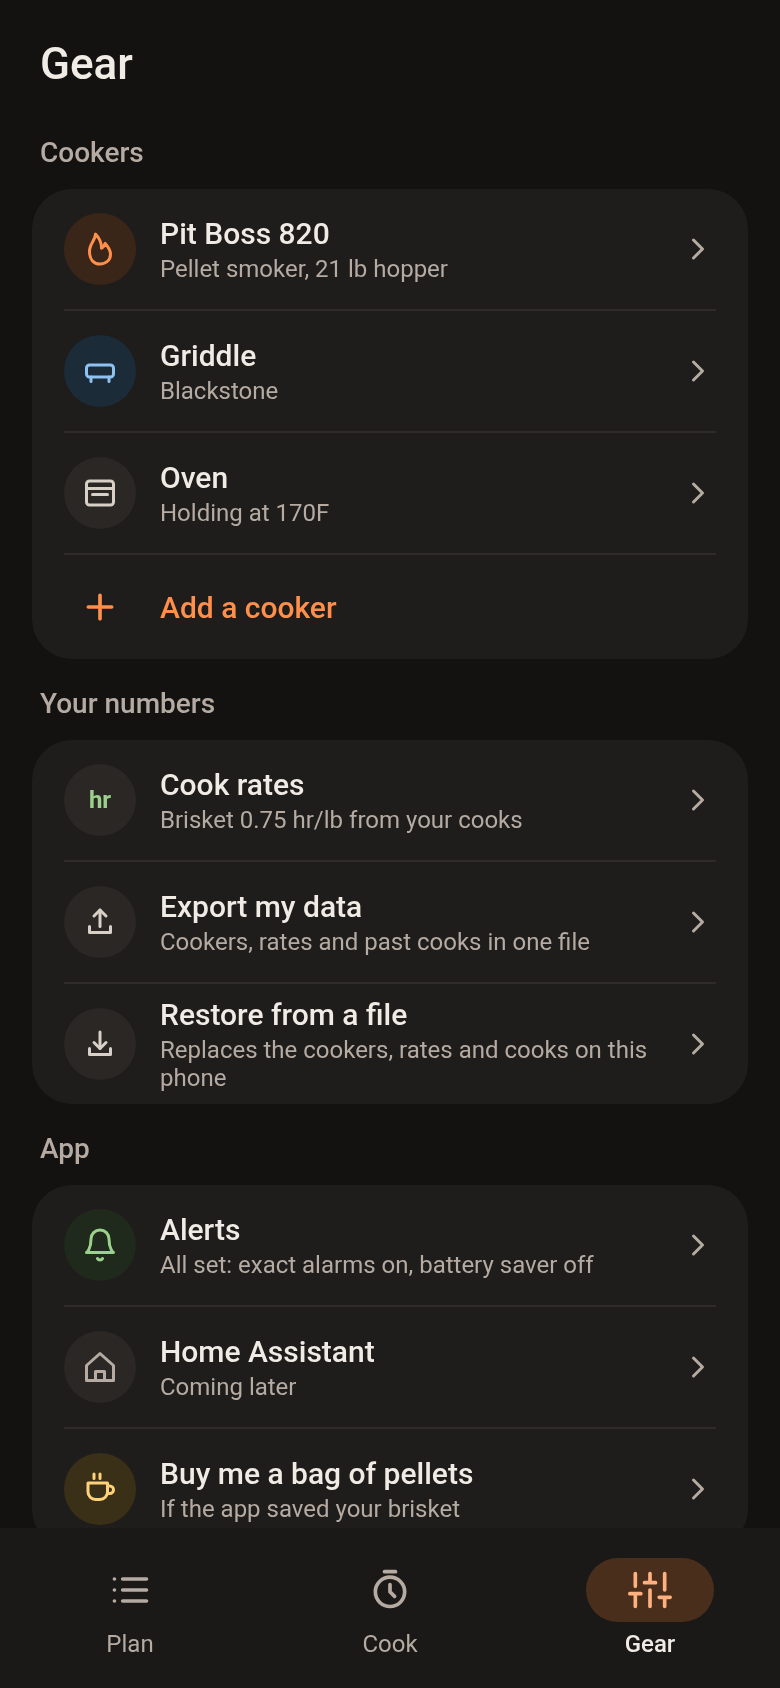 Gear
Cookers
Pit Boss 820
Pellet smoker, 21 lb hopper
Griddle
Blackstone
Oven
Holding at 170F
Add a cooker
Your numbers
hr
Cook rates
Brisket 0.75 hr/lb from your cooks
Export my data
Cookers, rates and past cooks in one file
Restore from a file
Replaces the cookers, rates and cooks on this
phone
App
Alerts
All set: exact alarms on, battery saver off
Home Assistant
Coming later
Buy me a bag of pellets
If the app saved your brisket
Plan
Cook
Gear